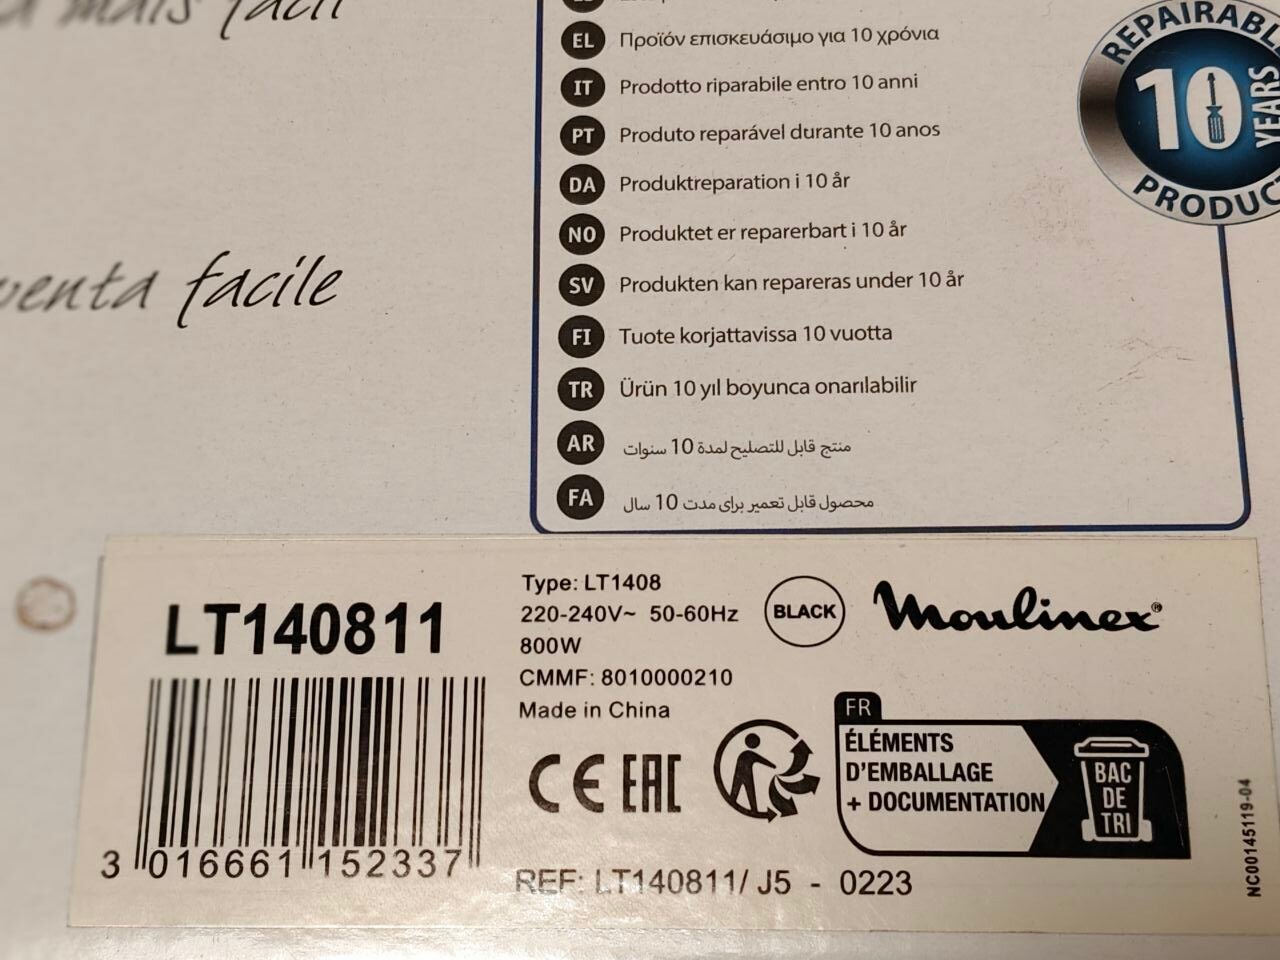 facil
venta facile
EL Προϊόν επισκευάσιμο για 10 χρόνια
IT Prodotto riparabile entro 10 anni
PT Produto reparável durante 10 anos
DA Produktreparation i 10 år
NO Produktet er reparerbart i 10 år
SV Produkten kan repareras under 10 år
FI Tuote korjattavissa 10 vuotta
TR Ürün 10 yıl boyunca onarılabilir
AR منتج قابل للتصليح لمدة 10 سنوات
FA محصول قابل تعمیر برای مدت 10 سال
REPAIRABLE
10
YEARS
PRODUCT
LT140811
3 016661 152337
Type: LT1408
220-240V~ 50-60Hz
800W
CMMF: 8010000210
Made in China
CE EAC
BLACK
Moulinex®
FR
ÉLÉMENTS
D'EMBALLAGE
+ DOCUMENTATION
BAC
DE
TRI
REF: LT140811/ J5 - 0223
NC00145119-04